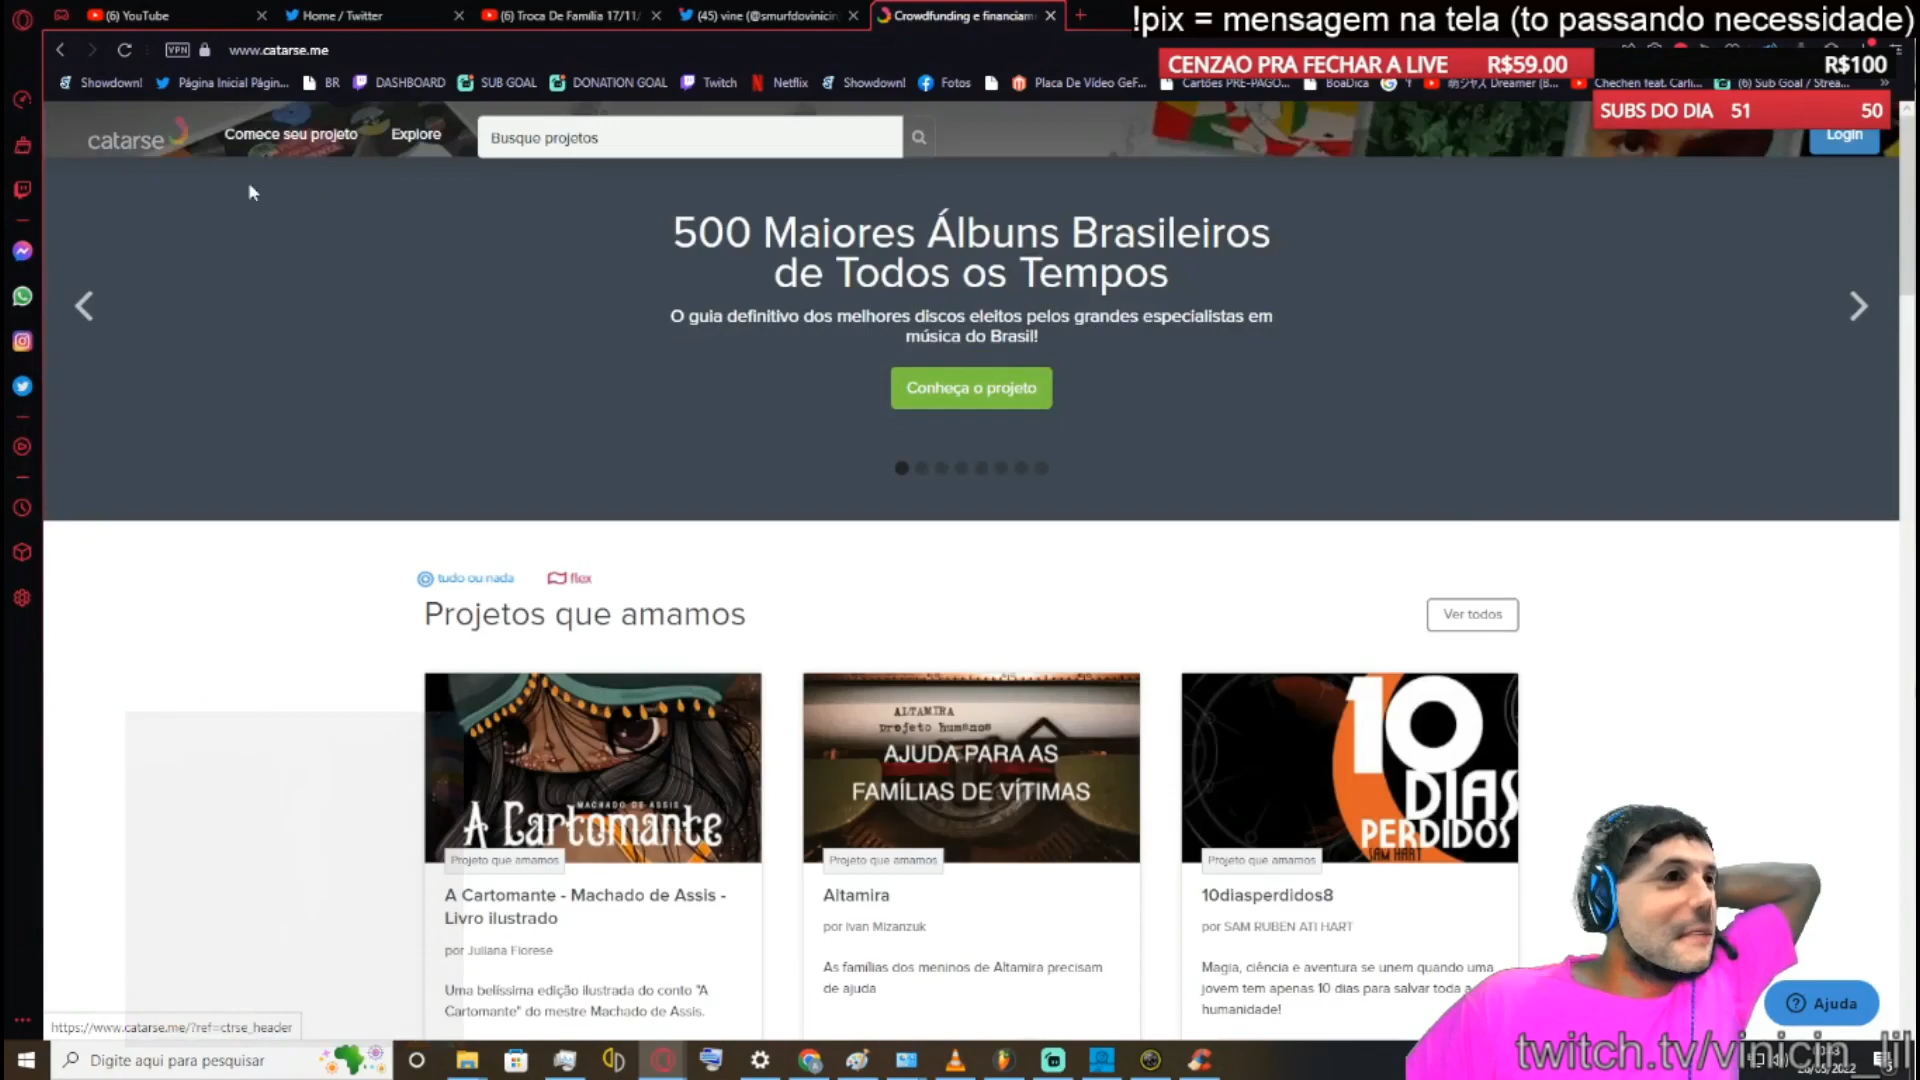 (6) YouTube
Home / Twitter
(6) Troca De Família 17/11/
(45) vine (@smurfdovinicin
Crowdfunding e financiam
!pix = mensagem na tela (to passando necessidade)
VPN
www.catarse.me
CENZAO PRA FECHAR A LIVE R$59.00 R$100
Showdown!
Página Inicial Págin...
BR
DASHBOARD
SUB GOAL
DONATION GOAL
Twitch
Netflix
Showdown!
Fotos
Placa De Vídeo GeF...
Cartões PRE-PAGO...
BoaDica
Dreamer (B...
Chechen feat. Carli...
(6) Sub Goal / Strea...
SUBS DO DIA 51 50
catarse
Comece seu projeto
Explore
Busque projetos
Login
500 Maiores Álbuns Brasileiros
de Todos os Tempos
O guia definitivo dos melhores discos eleitos pelos grandes especialistas em
música do Brasil!
Conheça o projeto
tudo ou nada
flex
Projetos que amamos
Ver todos
MACHADO DE ASSIS
A Cartomante
ALTAMIRA
projeto humanos
AJUDA PARA AS
FAMÍLIAS DE VÍTIMAS
10
DIAS
PERDIDOS
SAM HART
Projeto que amamos
Projeto que amamos
Projeto que amamos
A Cartomante - Machado de Assis -
Livro ilustrado
por Juliana Fiorese
Uma belíssima edição ilustrada do conto "A
Cartomante" do mestre Machado de Assis.
Altamira
por Ivan Mizanzuk
As famílias dos meninos de Altamira precisam
de ajuda
10diasperdidos8
por SAM RUBEN ATI HART
Magia, ciência e aventura se unem quando uma
jovem tem apenas 10 dias para salvar toda a
humanidade!
Ajuda
https://www.catarse.me/?ref=ctrse_header
Digite aqui para pesquisar
twitch.tv/vinicin_lil